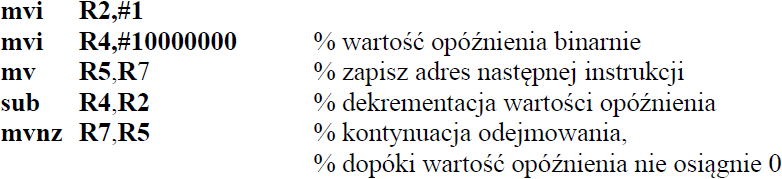 mvi R2,#1
mvi R4,#10000000 % wartość opóźnienia binarnie
mv R5,R7 % zapisz adres następnej instrukcji
sub R4,R2 % dekrementacja wartości opóźnienia
mvnz R7,R5 % kontynuacja odejmowania,
% dopóki wartość opóźnienia nie osiągnie 0